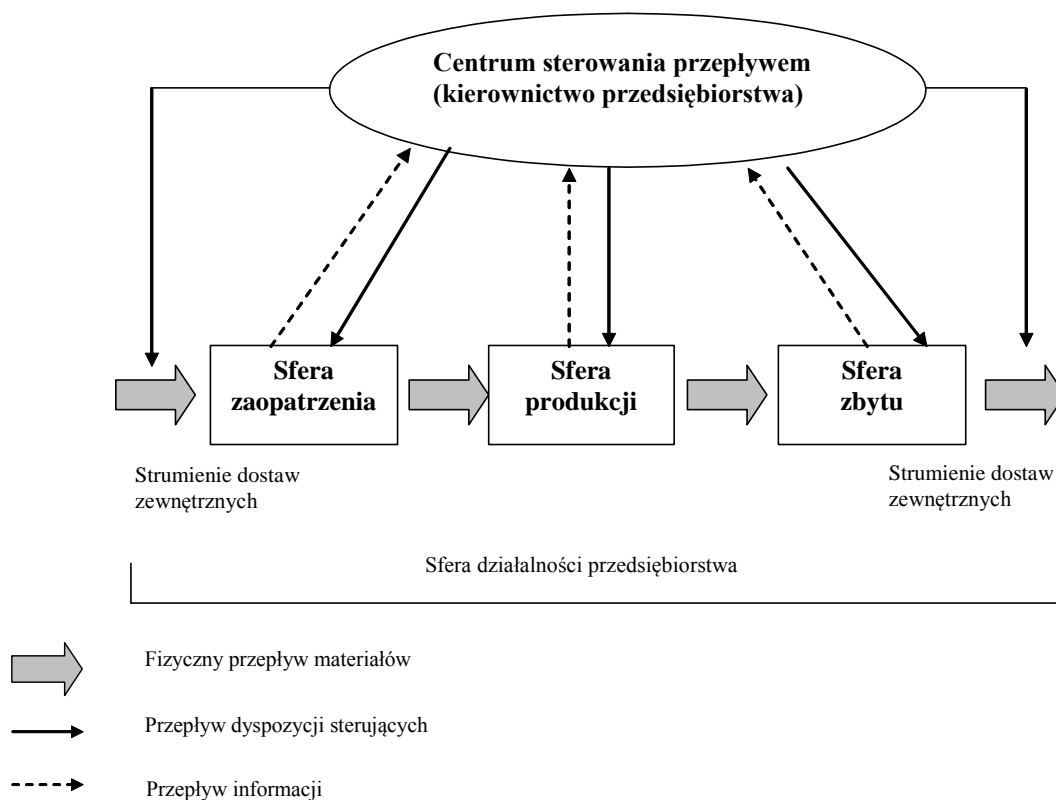 Centrum sterowania przepływem
(kierownictwo przedsiębiorstwa)
Sfera
zaopatrzenia
Sfera
produkcji
Sfera
zbytu
Strumienie dostaw
zewnętrznych
Strumienie dostaw
zewnętrznych
Sfera działalności przedsiębiorstwa
Fizyczny przepływ materiałów
Przepływ dyspozycji sterujących
Przepływ informacji